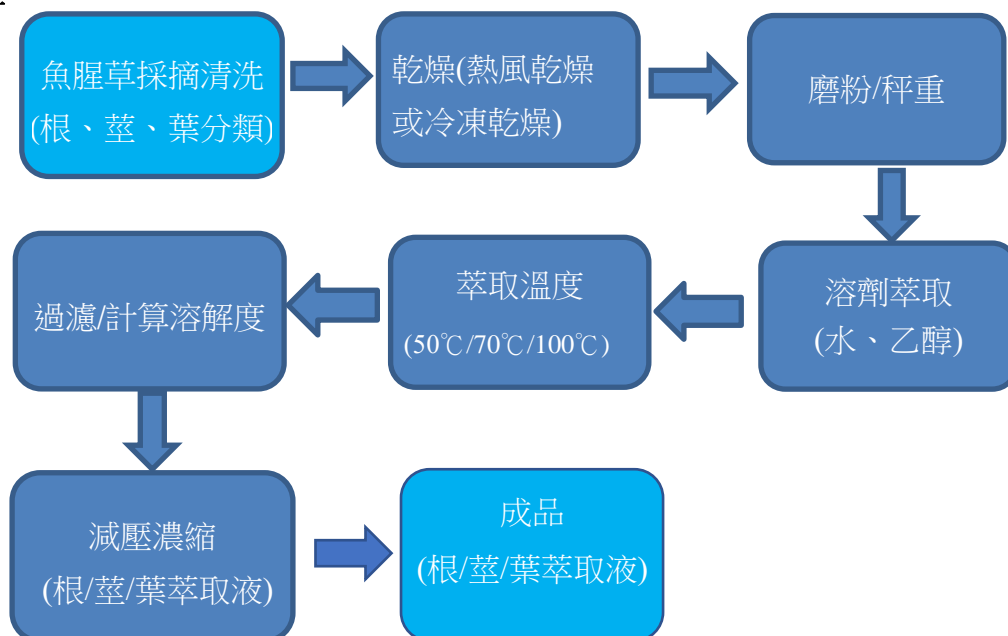 魚腥草採摘清洗
(根、莖、葉分類)
乾燥(熱風乾燥
或冷凍乾燥)
磨粉/秤重
溶劑萃取
(水、乙醇)
萃取溫度
(50℃/70℃/100℃)
過濾/計算溶解度
減壓濃縮
(根/莖/葉萃取液)
成品
(根/莖/葉萃取液)